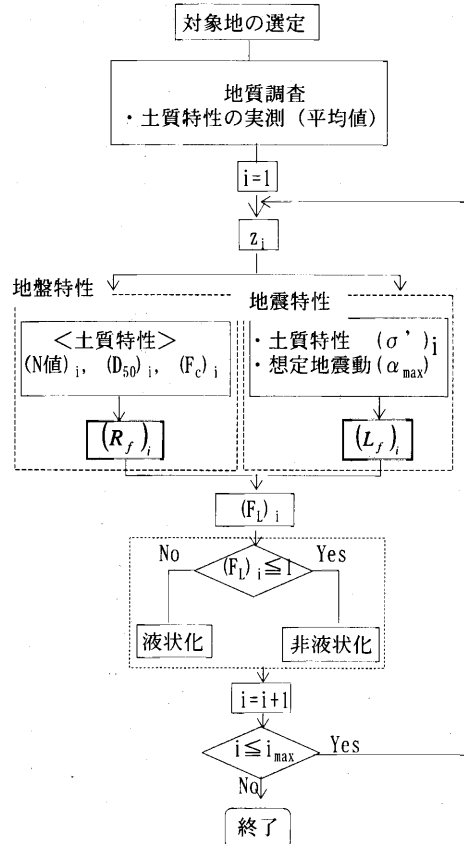 対象地の選定
地質調査
・土質特性の実測（平均値）
i=1
z_i
地盤特性
地震特性
＜土質特性＞
(N値)_i, (D_50)_i, (F_c)_i
・土質特性 (σ')_i
・想定地震動(α_max)
(R_f)_i
(L_f)_i
(F_L)_i
No
(F_L)_i≦1
Yes
液状化
非液状化
i=i+1
i≦i_max
Yes
No
終了